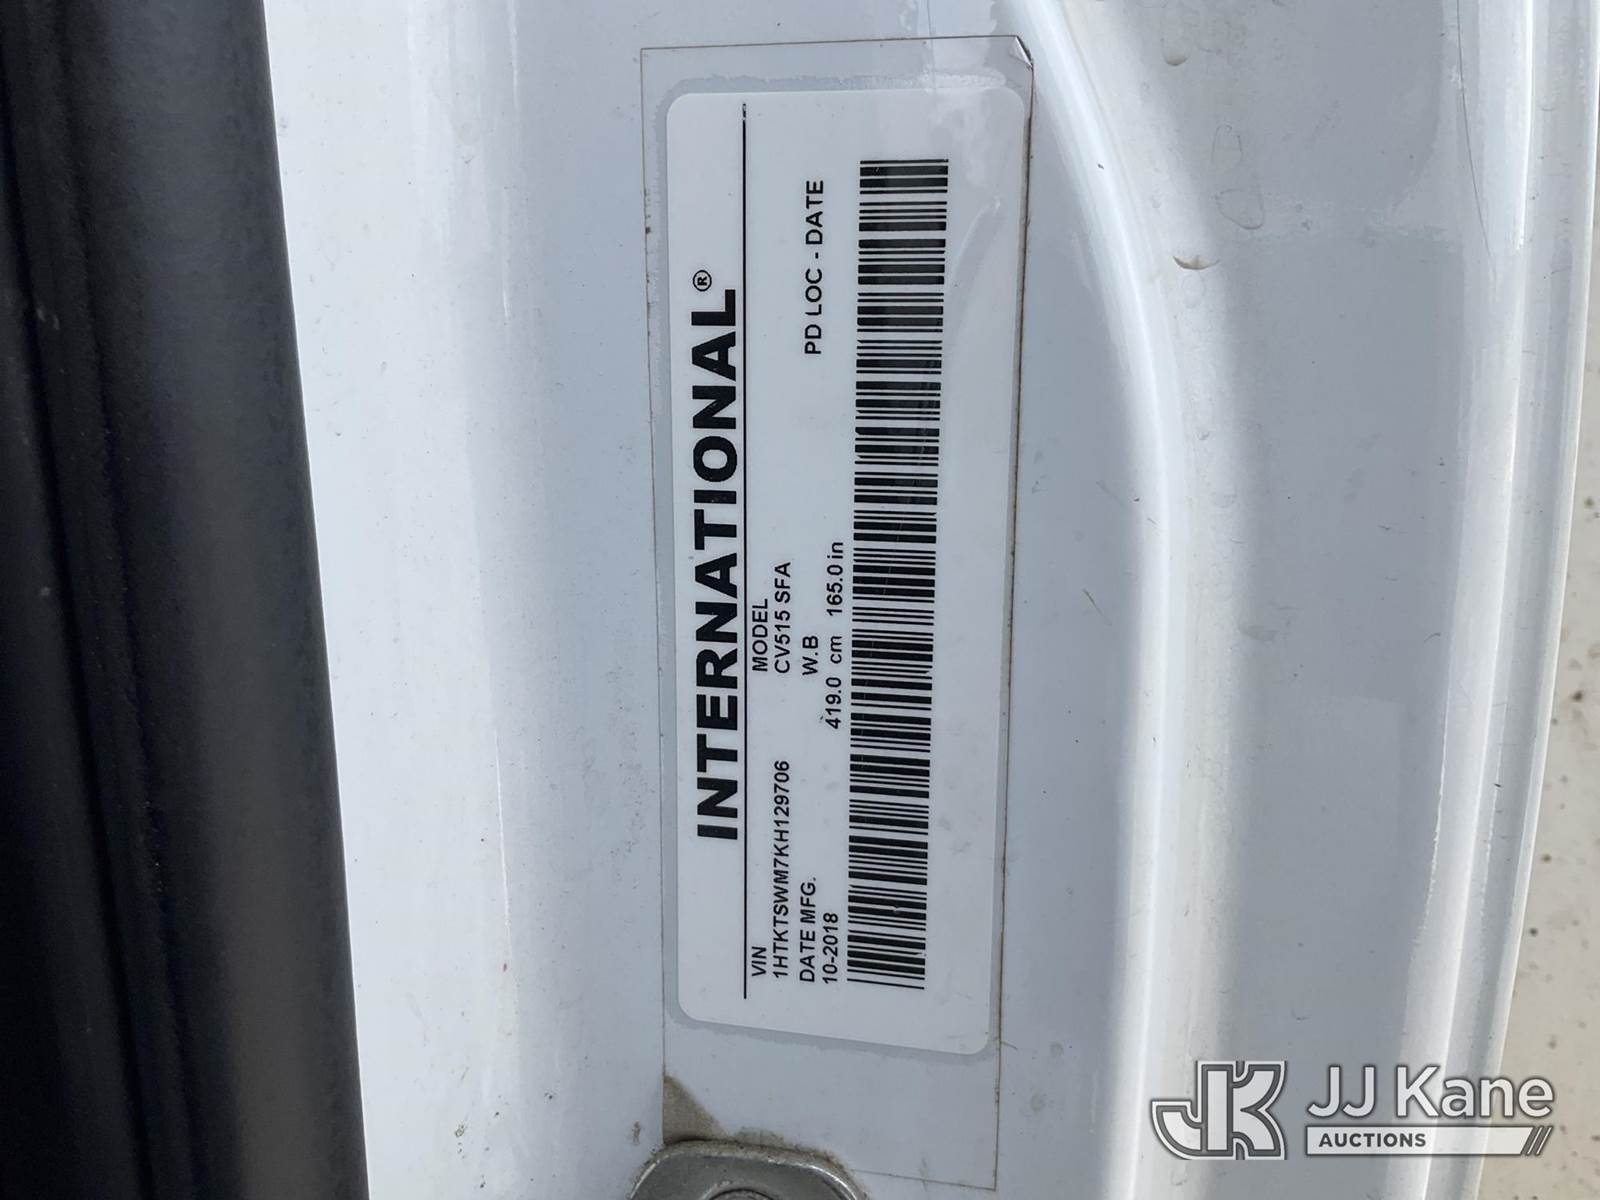 INTERNATIONAL®
VIN
1HTKTSWM7KH129706
MODEL
CV515 SFA
DATE MFG.
10-2018
W.B
419.0 cm 165.0 in
PD LOC - DATE
JK JJ Kane
AUCTIONS